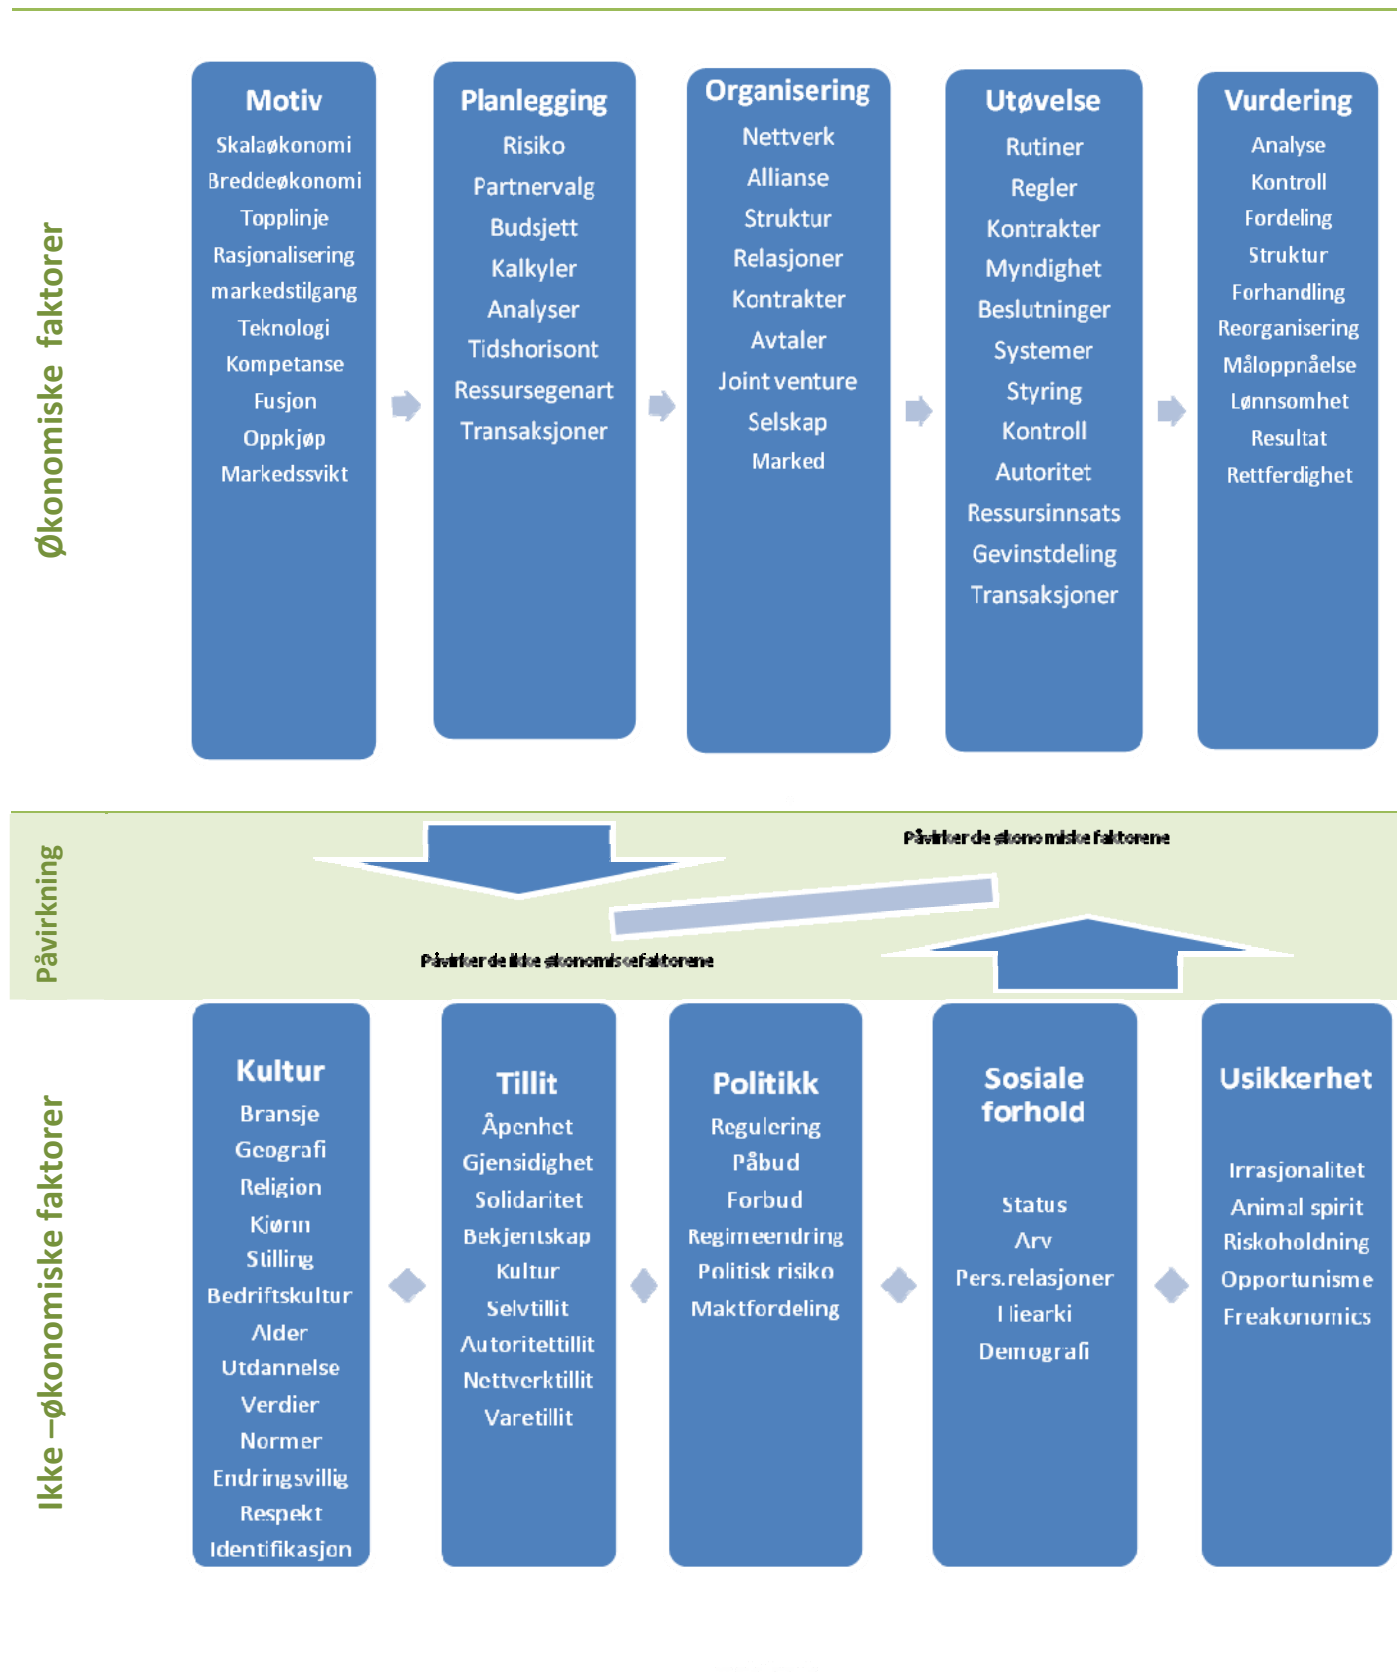 Økonomiske faktorer
Motiv
Skalaøkonomi
Breddeøkonomi
Topplinje
Rasjonalisering
markedstilgang
Teknologi
Kompetanse
Fusjon
Oppkjøp
Markedssvikt
Planlegging
Risiko
Partnervalg
Budsjett
Kalkyler
Analyser
Tidshorisont
Ressursegenart
Transaksjoner
Organisering
Nettverk
Allianse
Struktur
Relasjoner
Kontrakter
Avtaler
Joint venture
Selskap
Marked
Utøvelse
Rutiner
Regler
Kontrakter
Myndighet
Beslutninger
Systemer
Styring
Kontroll
Autoritet
Ressursinnsats
Gevinstdeling
Transaksjoner
Vurdering
Analyse
Kontroll
Fordeling
Struktur
Forhandling
Reorganisering
Måloppnåelse
Lønnsomhet
Resultat
Rettferdighet
Påvirkning
Påvirker de økonomiske faktorene
Påvirker de ikke økonomiske faktorene
Ikke –økonomiske faktorer
Kultur
Bransje
Geografi
Religion
Kjønn
Stilling
Bedriftskultur
Alder
Utdannelse
Verdier
Normer
Endringsvillig
Respekt
Identifikasjon
Tillit
Åpenhet
Gjensidighet
Solidaritet
Bekjentskap
Kultur
Selvtillit
Autoritettillit
Nettverktillit
Varetillit
Politikk
Regulering
Påbud
Forbud
Regimeendring
Politisk risiko
Maktfordeling
Sosiale
forhold
Status
Arv
Pers.relasjoner
Hiearki
Demografi
Usikkerhet
Irrasjonalitet
Animal spirit
Riskoholdning
Opportunisme
Freakonomics